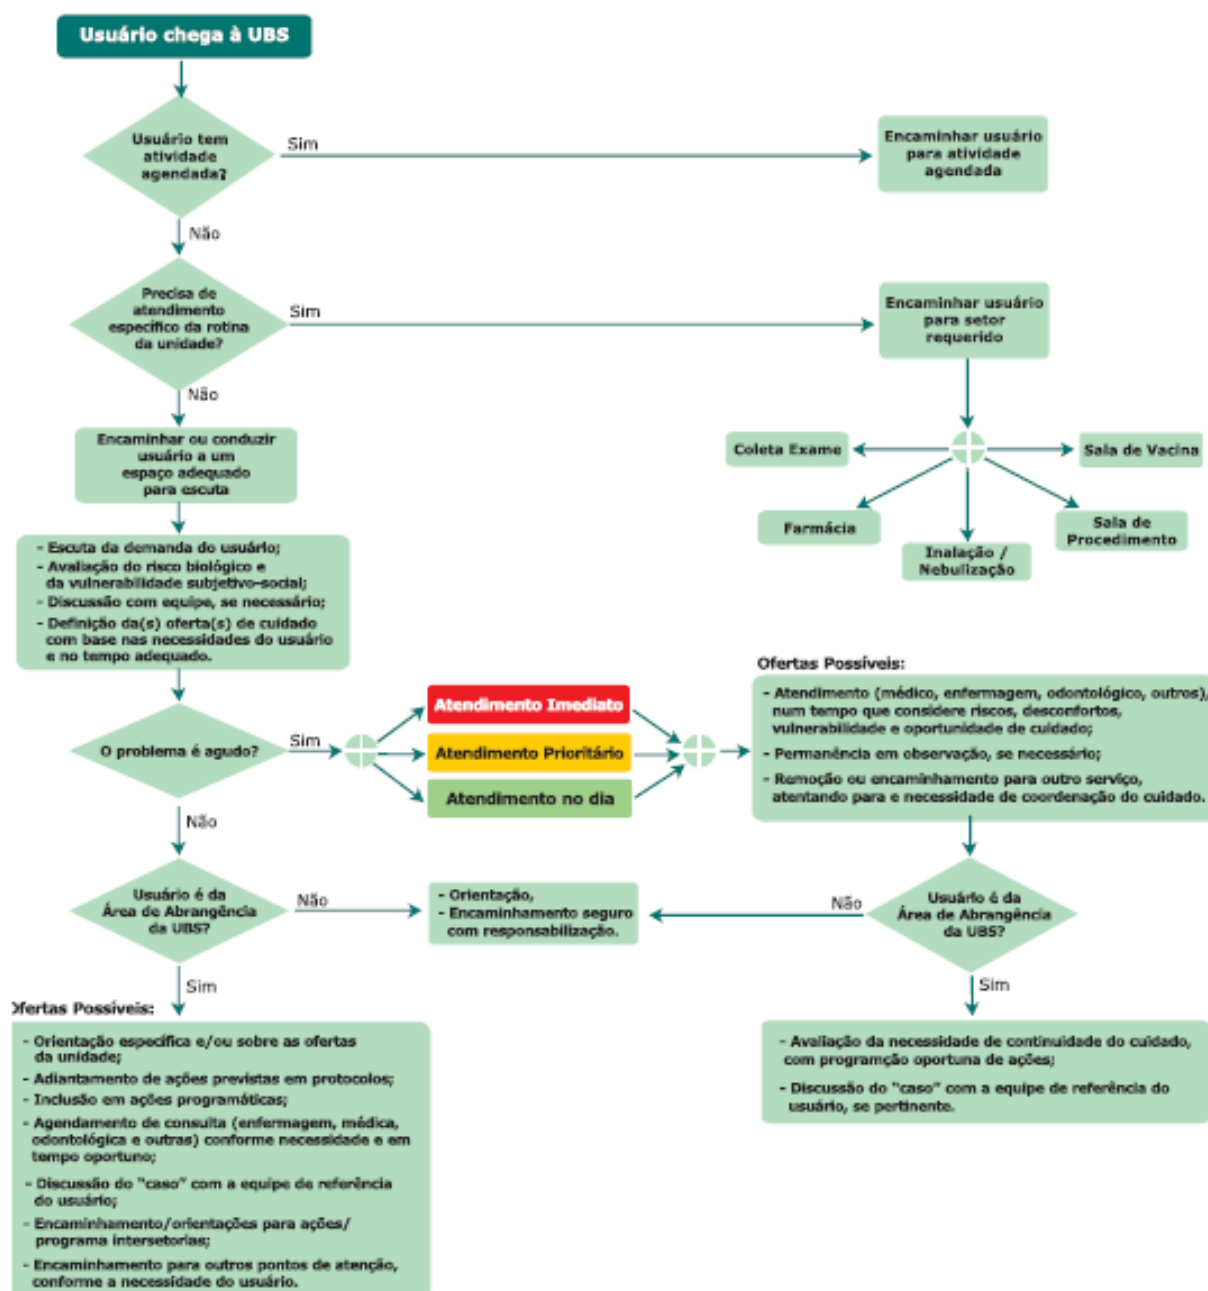 Usuário chega à UBS
Usuário tem
atividade
agendada?
Sim
Encaminhar usuário
para atividade
agendada
Não
Precisa de
atendimento
específico da rotina
da unidade?
Sim
Encaminhar usuário
para setor
requerido
Não
Encaminhar ou conduzir
usuário a um
espaço adequado
para escuta
Coleta Exame
Sala de Vacina
Farmácia
Inalação /
Nebulização
Sala de
Procedimento
- Escuta da demanda do usuário;
- Avaliação do risco biológico e
da vulnerabilidade subjetivo-social;
- Discussão com equipe, se necessário;
- Definição da(s) oferta(s) de cuidado
com base nas necessidades do usuário
e no tempo adequado.
O problema é agudo?
Sim
Atendimento Imediato
Atendimento Prioritário
Atendimento no dia
Ofertas Possíveis:
- Atendimento (médico, enfermagem, odontológico, outros),
num tempo que considere riscos, desconfortos,
vulnerabilidade e oportunidade de cuidado;
- Permanência em observação, se necessário;
- Remoção ou encaminhamento para outro serviço,
atentando para e necessidade de coordenação do cuidado.
Não
Usuário é da
Área de Abrangência
da UBS?
Não
- Orientação,
- Encaminhamento seguro
com responsabilização.
Não
Usuário é da
Área de Abrangência
da UBS?
Sim
Sim
Ofertas Possíveis:
- Orientação específica e/ou sobre as ofertas
da unidade;
- Adiantamento de ações previstas em protocolos;
- Inclusão em ações programáticas;
- Agendamento de consulta (enfermagem, médica,
odontológica e outras) conforme necessidade e em
tempo oportuno;
- Discussão do "caso" com a equipe de referência
do usuário;
- Encaminhamento/orientações para ações/
programa intersetorias;
- Encaminhamento para outros pontos de atenção,
conforme a necessidade do usuário.
- Avaliação da necessidade de continuidade do cuidado,
com programção oportuna de ações;
- Discussão do "caso" com a equipe de referência do
usuário, se pertinente.